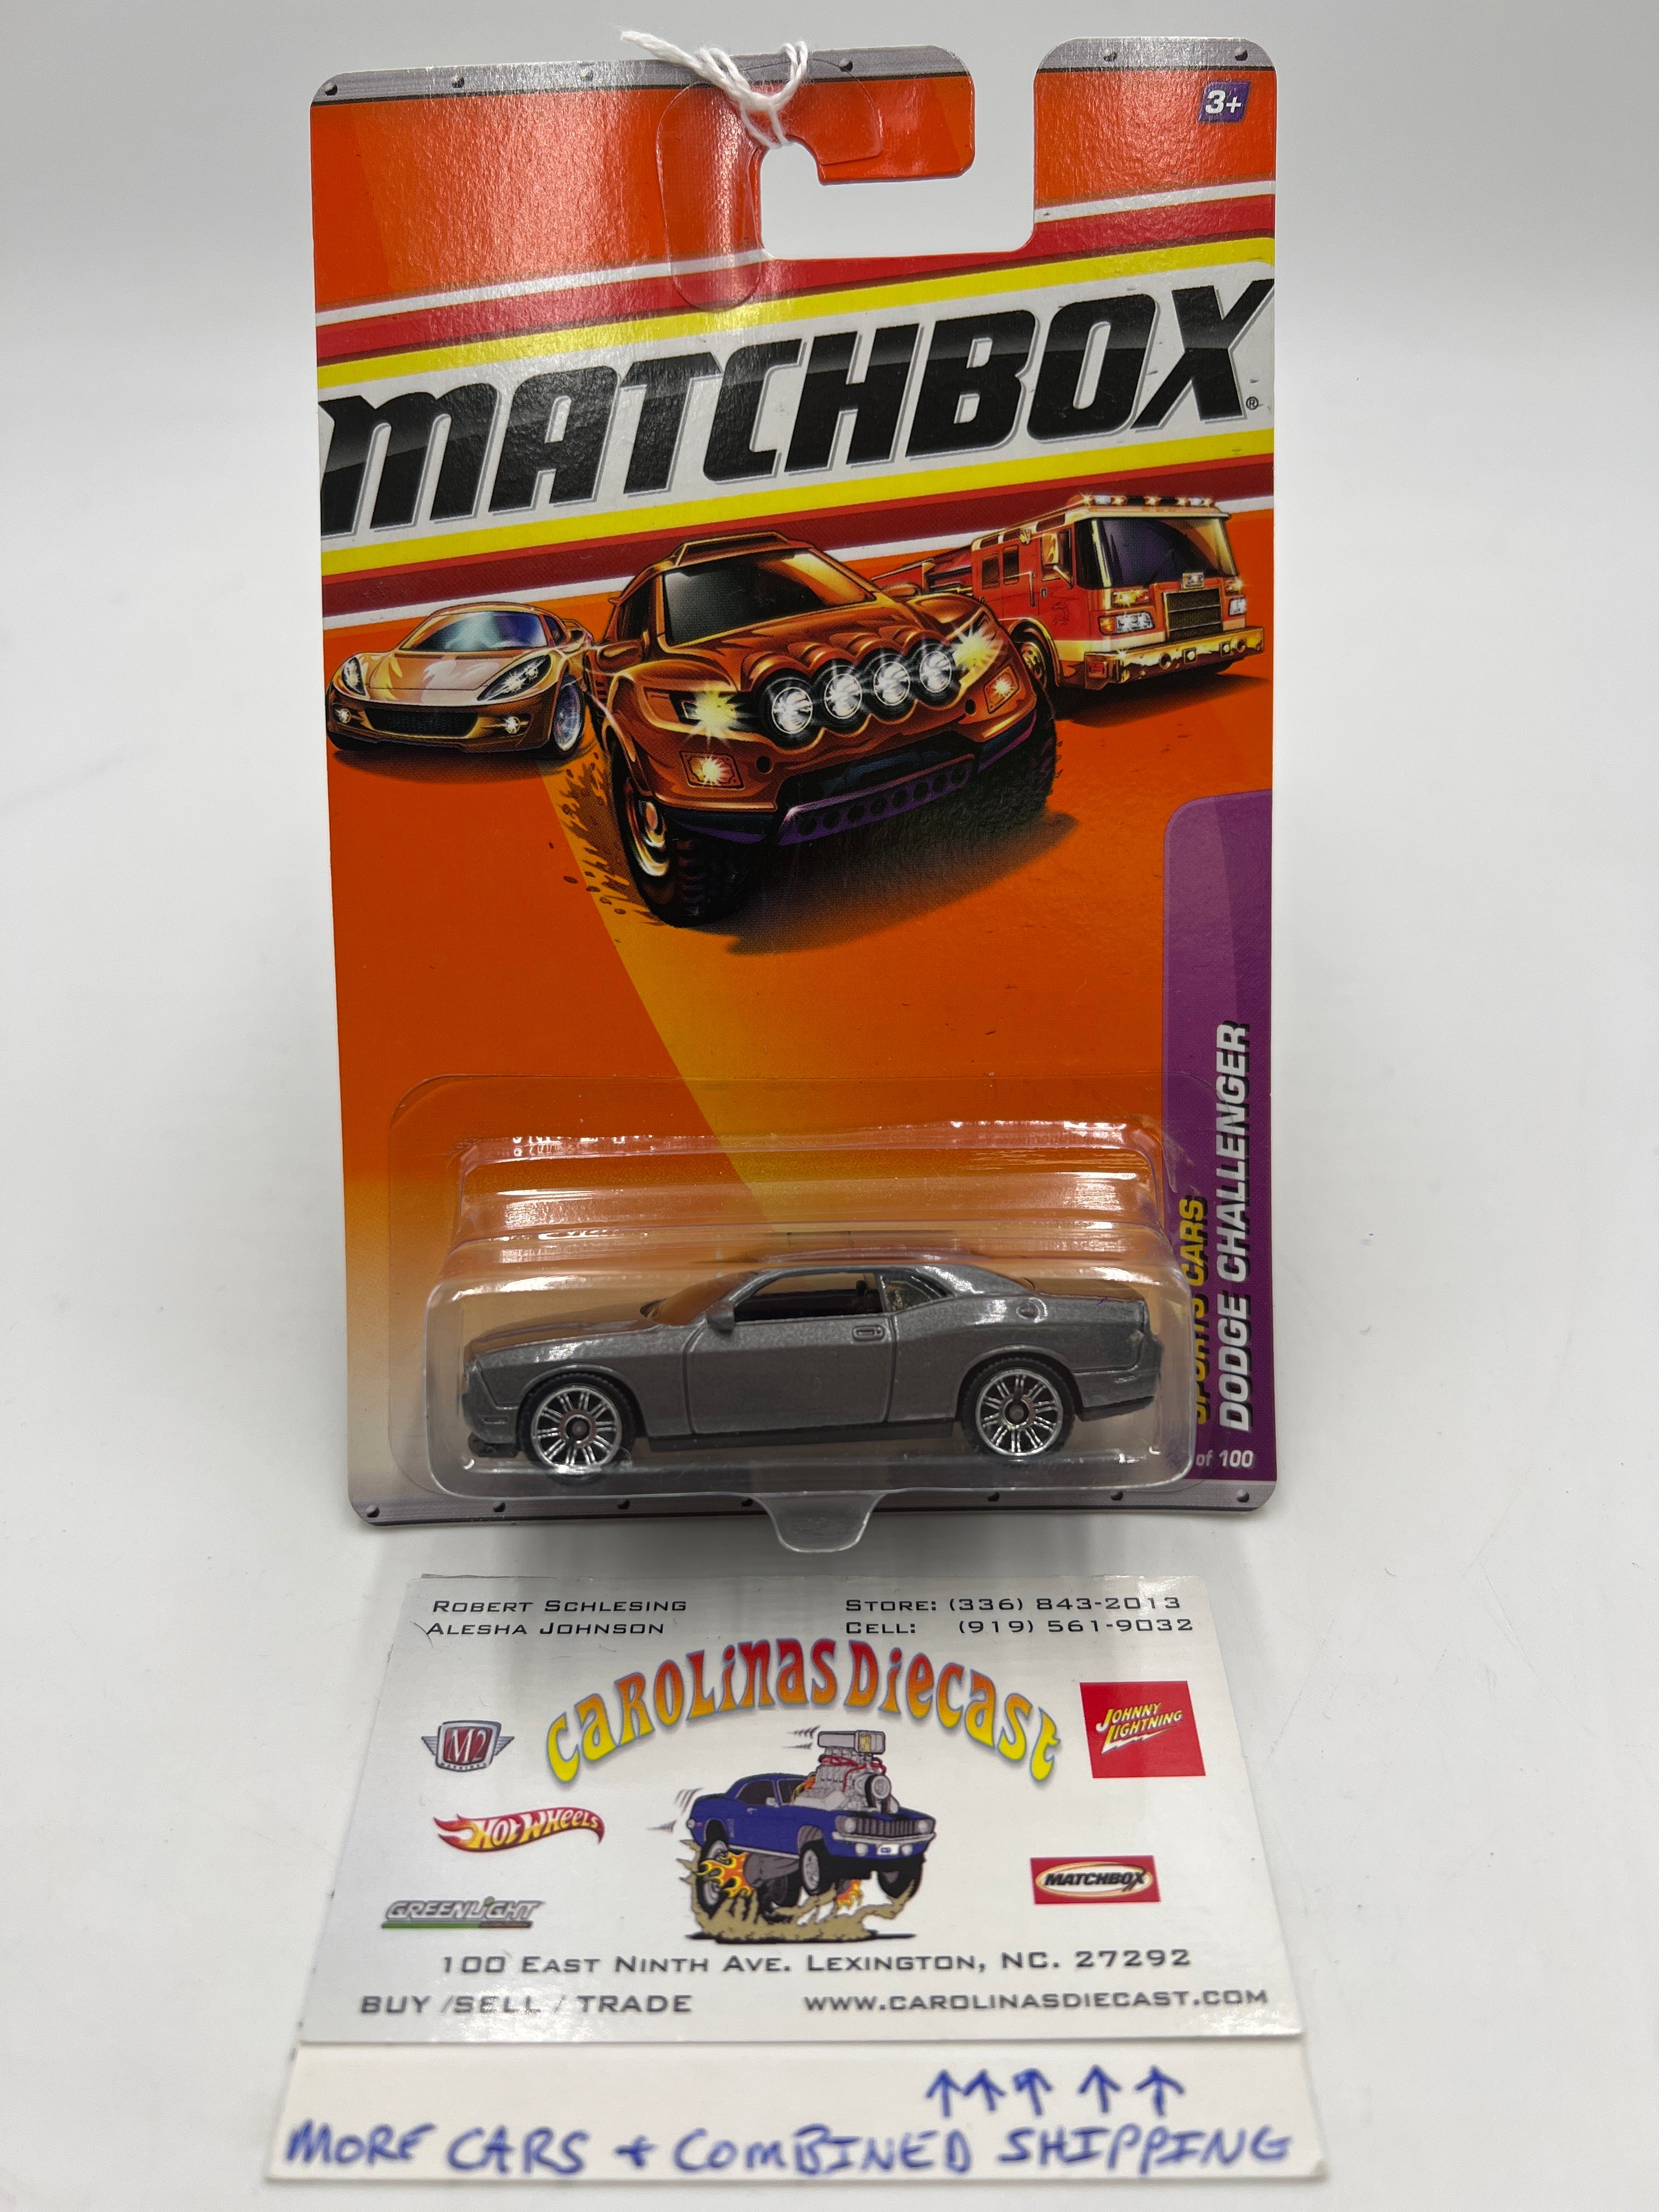 3+
MATCHBOX®
SPORTS CARS
DODGE CHALLENGER
of 100
ROBERT SCHLESING
ALESHA JOHNSON
STORE: (336) 843-2013
CELL: (919) 561-9032
CAROLINAS DIECAST
M2
JOHNNY LIGHTNING
HOT WHEELS
MATCHBOX
GREENLIGHT
100 EAST NINTH AVE. LEXINGTON, NC. 27292
BUY / SELL / TRADE
WWW.CAROLINASDIECAST.COM
↑↑↑↑↑
MORE CARS + COMBINED SHIPPING